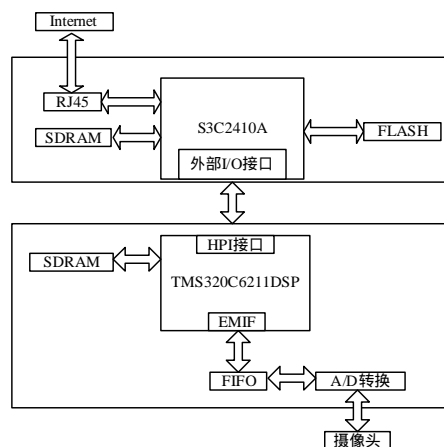 Internet
RJ45
SDRAM
S3C2410A
外部I/O接口
FLASH
HPI接口
SDRAM
TMS320C6211DSP
EMIF
FIFO
A/D转换
摄像头